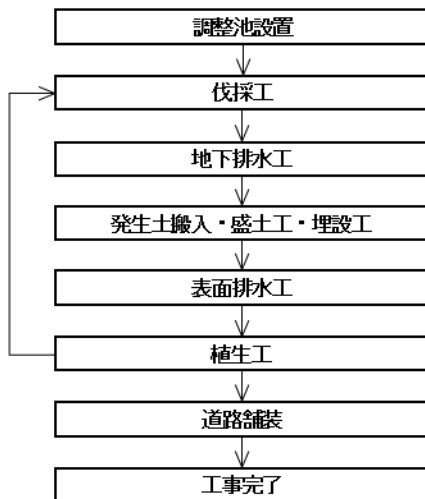 調整池設置
伐採工
地下排水工
発生土搬入・盛土工・埋設工
表面排水工
植生工
道路舗装
工事完了